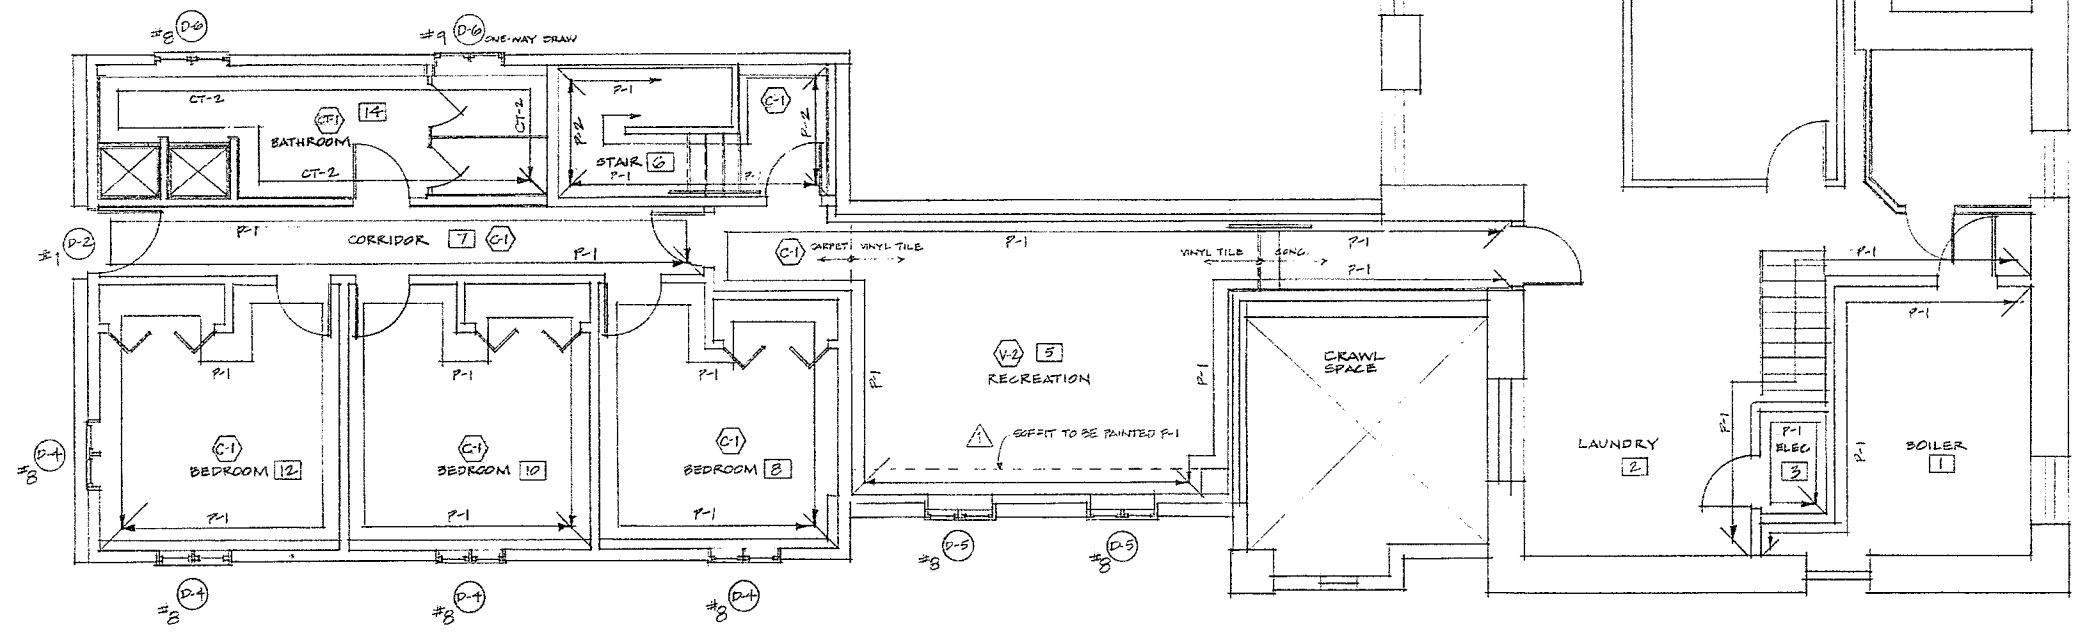 #8 D-6
#9 D-6 ONE-WAY DRAW
CT-2
CT-1 14
BATHROOM
CT-2
CT-2
P-1
C-1
P-2
P-2
STAIR 6
P-1
P-1
#1 D-2
P-1
CORRIDOR 7 C-1
P-1
P-1
C-1 CARPET VINYL TILE
VINYL TILE CONC.
P-1
P-1
P-1
P-1
P-1
P-1
P-1
P-1
V-2 5
RECREATION
P-1
P-1
CRAWL
SPACE
1 SOFFIT TO BE PAINTED P-1
C-1
BEDROOM 12
C-1
BEDROOM 10
C-1
BEDROOM 8
P-1
P-1
P-1
LAUNDRY
2
P-1
P-1
ELEC
3
P-1
BOILER
1
#8 D-4
#8 D-4
#8 D-4
#8 D-4
#8 D-5
#8 D-5